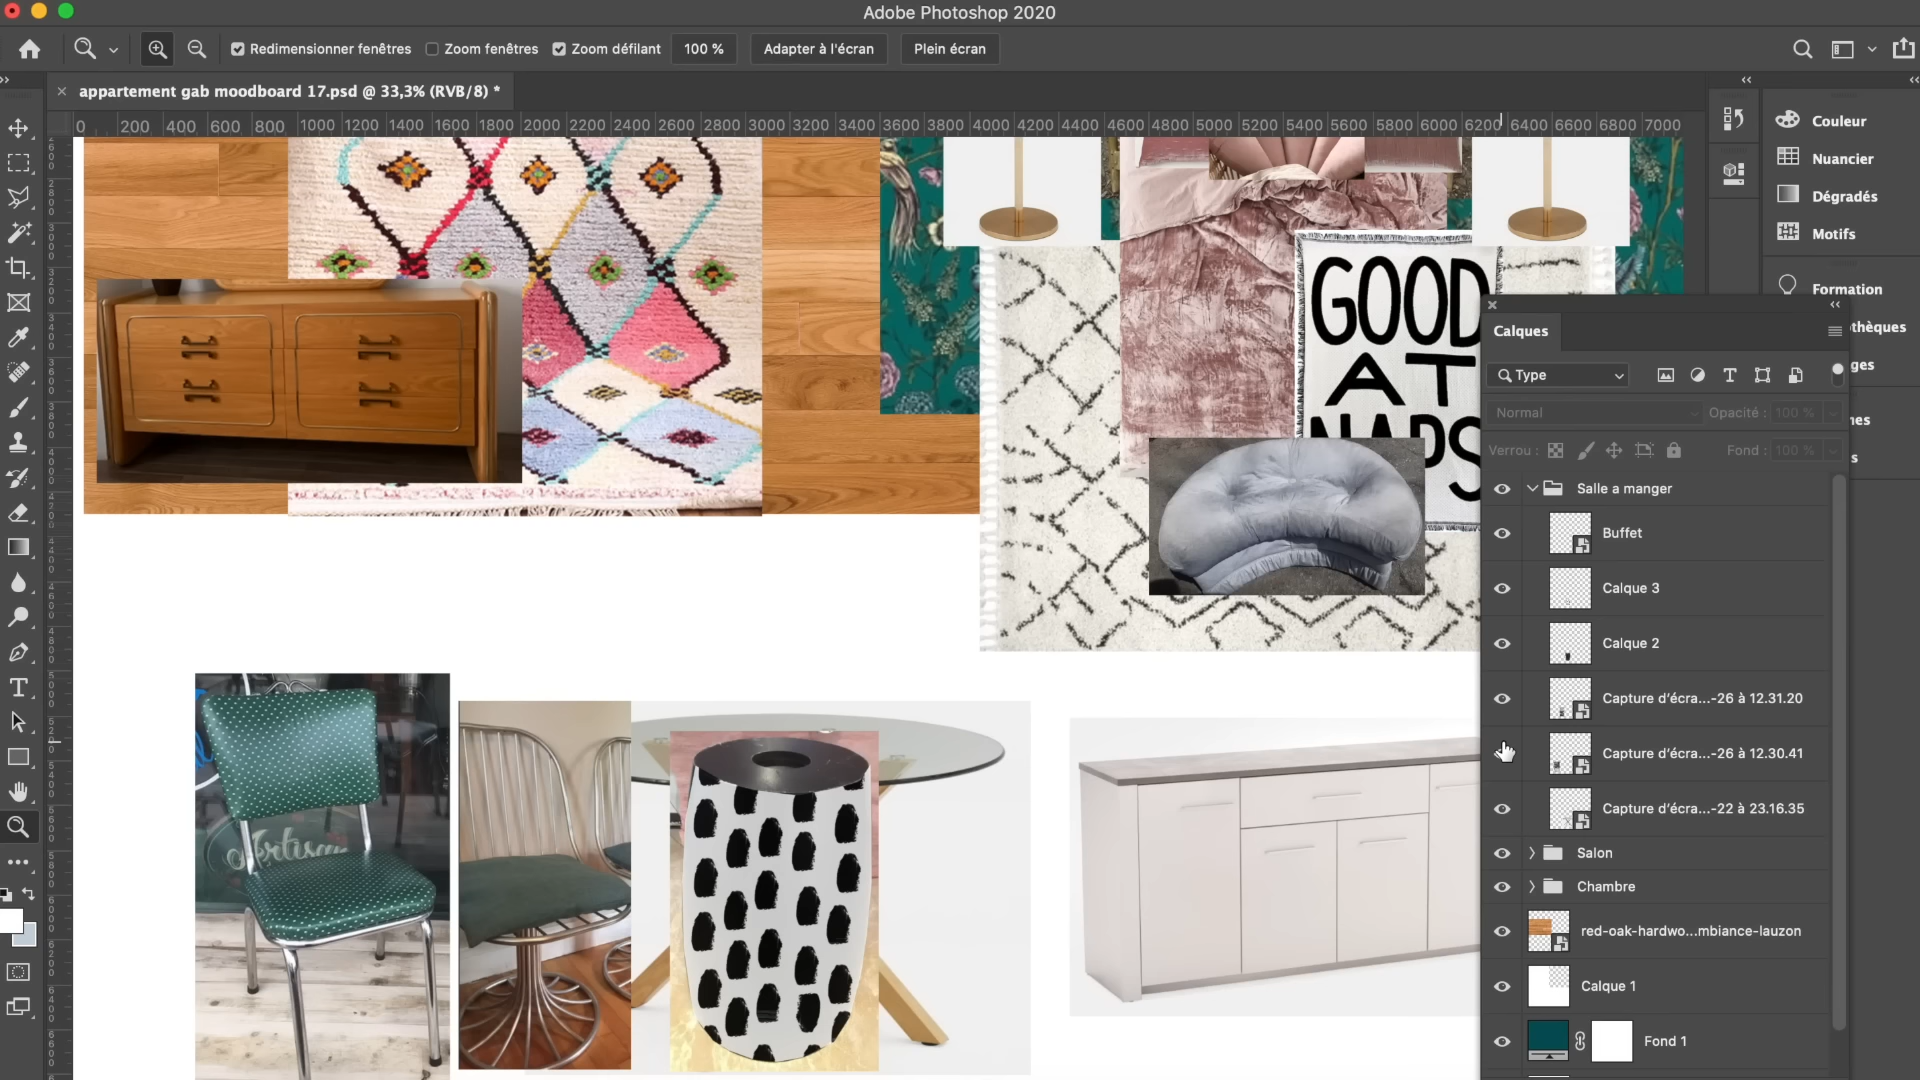 Adobe Photoshop 2020
Redimensionner fenêtres
Zoom fenêtres
Zoom défilant
100 %
Adapter à l'écran
Plein écran
appartement gab moodboard 17.psd @ 33,3% (RVB/8) *
0 200 400 600 800 1000 1200 1400 1600 1800 2000 2200 2400 2600 2800 3000 3200 3400 3600 3800 4000 4200 4400 4600 4800 5000 5200 5400 5600 5800 6000 6200 6400 6600 6800 7000
Couleur
Nuancier
Dégradés
Motifs
Formation
thèques
ges
nes
s
GOOD
AT
NAPS
Artisan
Calques
Type
Normal
Opacité : 100 %
Verrou :
Fond : 100 %
Salle a manger
Buffet
Calque 3
Calque 2
Capture d'écra...-26 à 12.31.20
Capture d'écra...-26 à 12.30.41
Capture d'écra...-22 à 23.16.35
Salon
Chambre
red-oak-hardwo...mbiance-lauzon
Calque 1
Fond 1